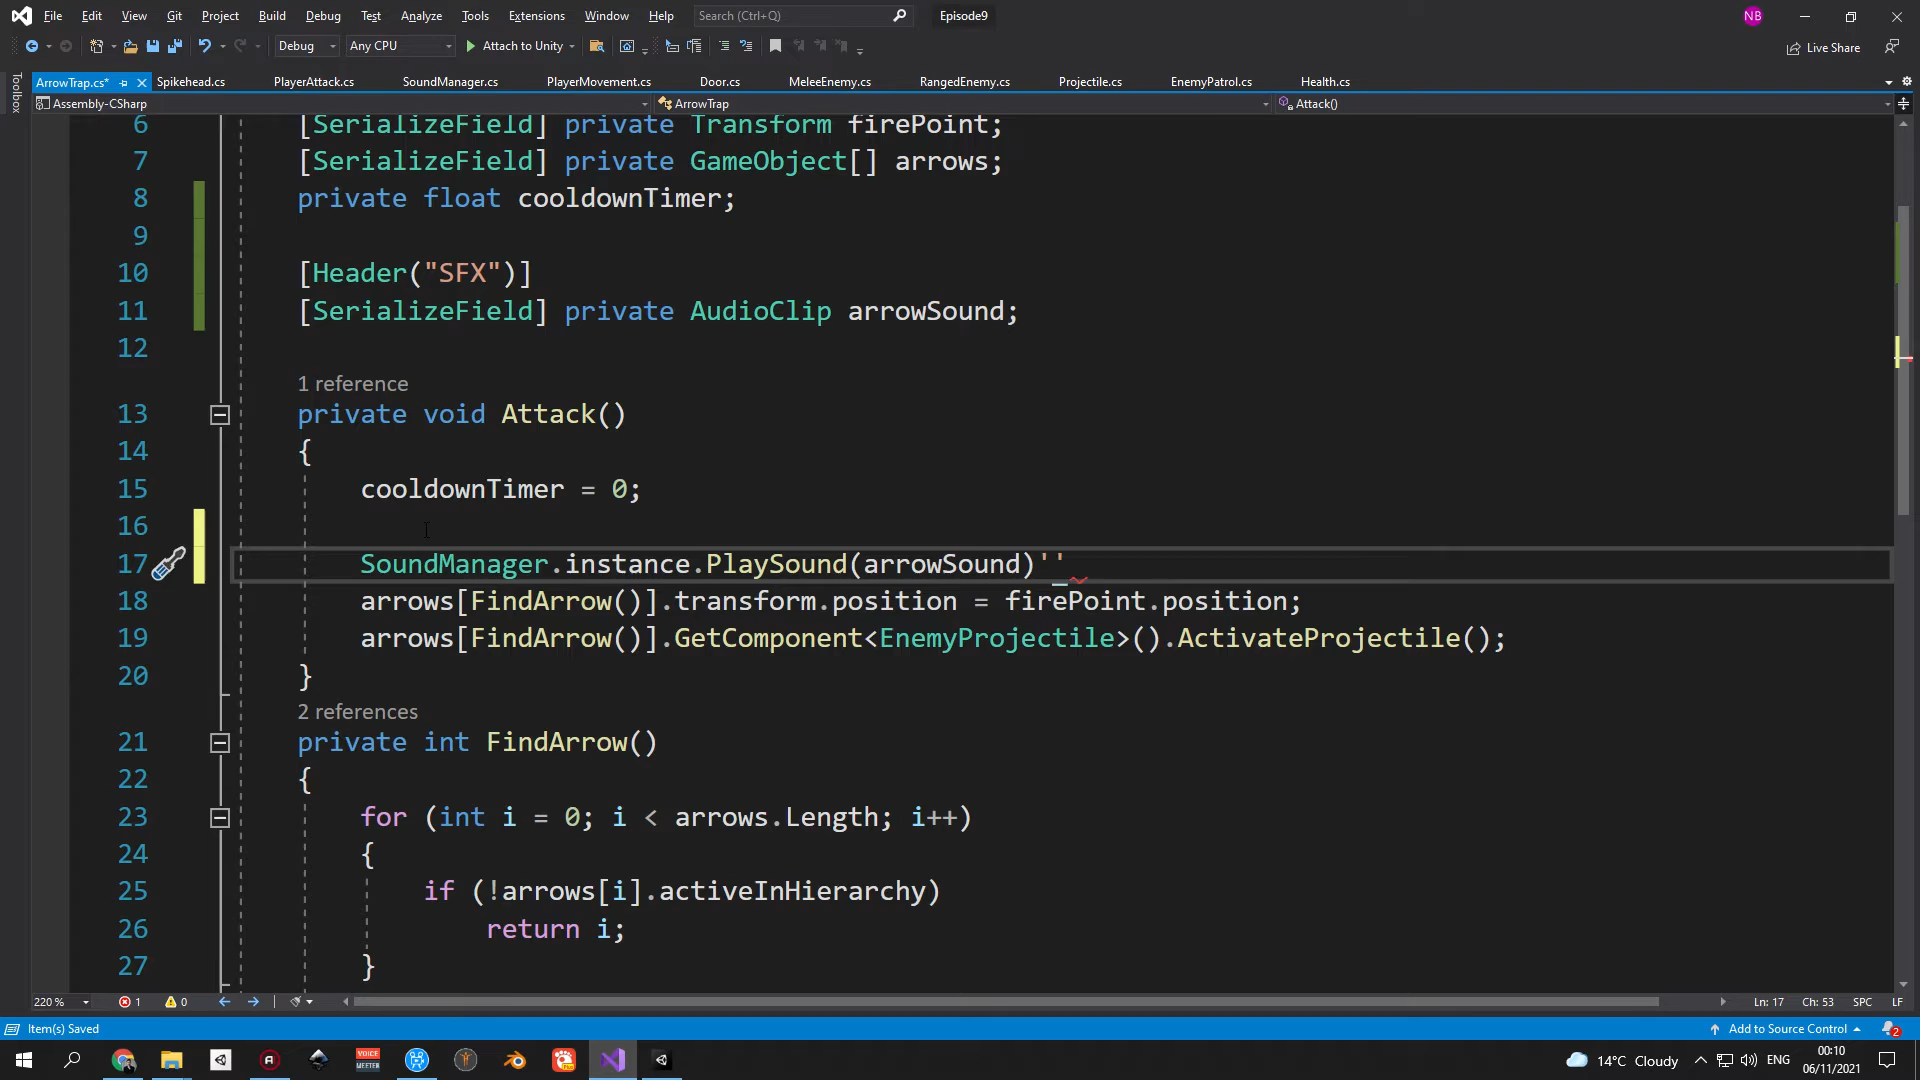 File Edit View Git Project Build Debug Test Analyze Tools Extensions Window Help Search (Ctrl+Q) Episode9 NB
Debug Any CPU Attach to Unity Live Share
Toolbox
ArrowTrap.cs* Spikehead.cs PlayerAttack.cs SoundManager.cs PlayerMovement.cs Door.cs MeleeEnemy.cs RangedEnemy.cs Projectile.cs EnemyPatrol.cs Health.cs
Assembly-CSharp ArrowTrap Attack()
6 [SerializeField] private Transform firePoint;
7 [SerializeField] private GameObject[] arrows;
8 private float cooldownTimer;
9
10 [Header("SFX")]
11 [SerializeField] private AudioClip arrowSound;
12
1 reference
13 private void Attack()
14 {
15 cooldownTimer = 0;
16
17 SoundManager.instance.PlaySound(arrowSound)''
18 arrows[FindArrow()].transform.position = firePoint.position;
19 arrows[FindArrow()].GetComponent<EnemyProjectile>().ActivateProjectile();
20 }
2 references
21 private int FindArrow()
22 {
23 for (int i = 0; i < arrows.Length; i++)
24 {
25 if (!arrows[i].activeInHierarchy)
26 return i;
27 }
220 % 1 0 Ln: 17 Ch: 53 SPC LF
Item(s) Saved Add to Source Control 2
VOICE MEETER 14°C Cloudy ENG 00:10
06/11/2021